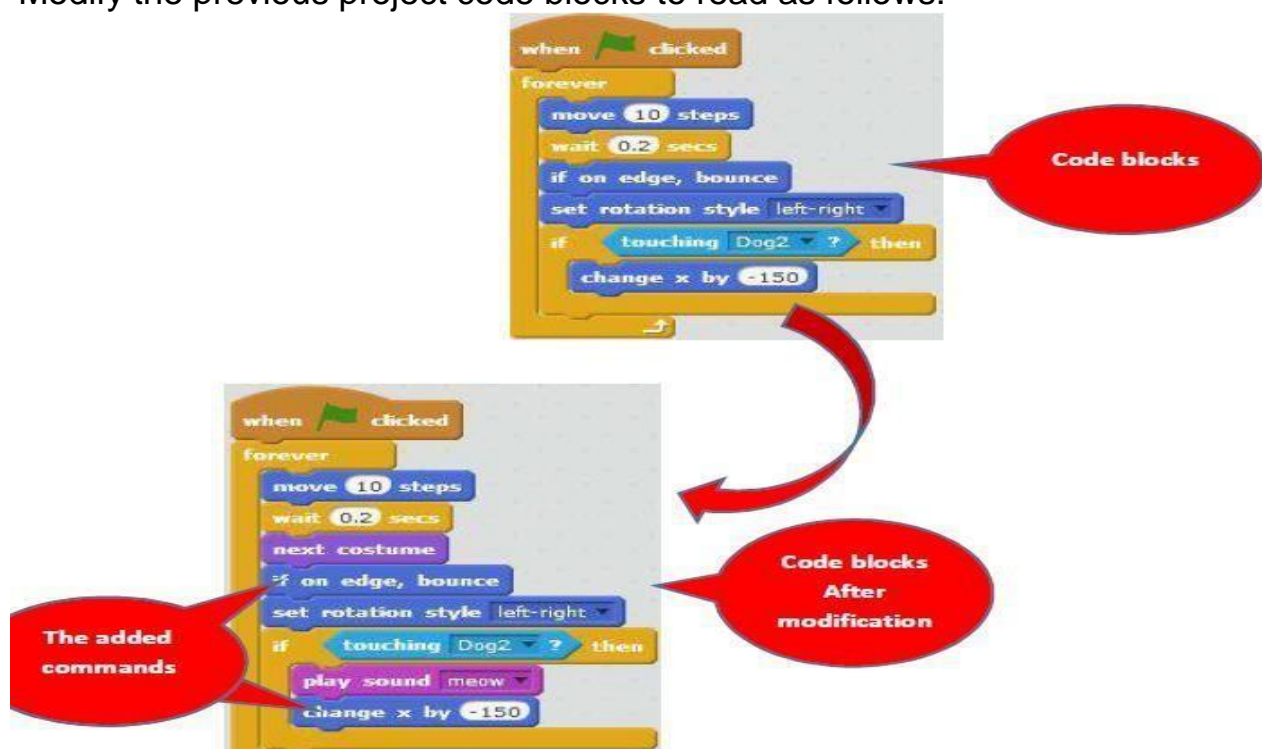 Modify the previous project code blocks to read as follows:
when clicked
forever
move 10 steps
wait 0.2 secs
if on edge, bounce
set rotation style left-right
if touching Dog2 ? then
change x by -150
Code blocks
when clicked
forever
move 10 steps
wait 0.2 secs
next costume
if on edge, bounce
set rotation style left-right
if touching Dog2 ? then
play sound meow
change x by -150
The added
commands
Code blocks
After
modification